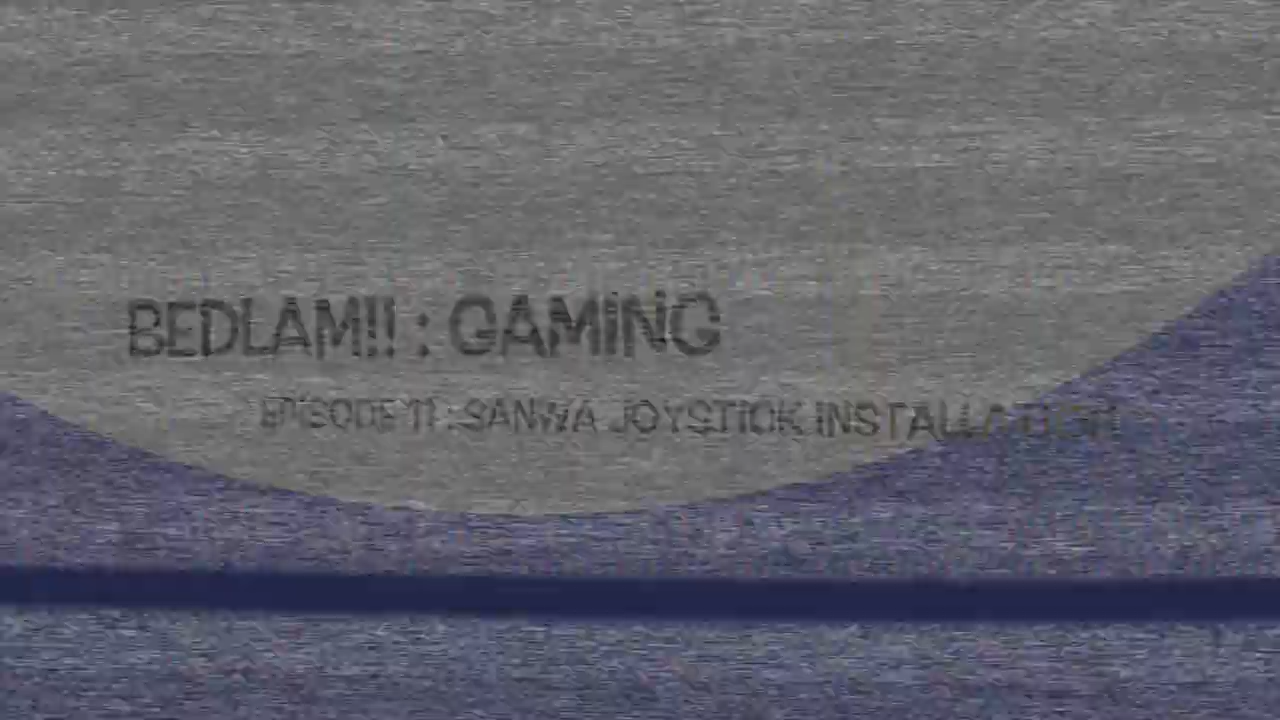 BEDLAM!! : GAMING
EPISODE 11 : SANWA JOYSTICK INSTALLATION